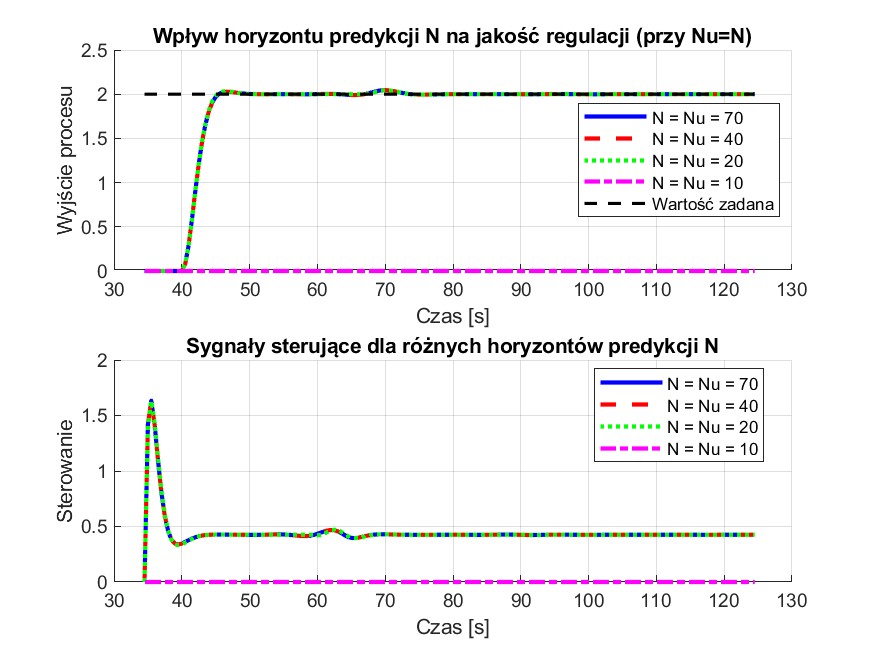 Wpływ horyzontu predykcji N na jakość regulacji (przy Nu=N)
2.5
2
1.5
1
0.5
0
Wyjście procesu
N = Nu = 70
N = Nu = 40
N = Nu = 20
N = Nu = 10
Wartość zadana
30 40 50 60 70 80 90 100 110 120 130
Czas [s]
Sygnały sterujące dla różnych horyzontów predykcji N
2
1.5
1
0.5
0
Sterowanie
N = Nu = 70
N = Nu = 40
N = Nu = 20
N = Nu = 10
30 40 50 60 70 80 90 100 110 120 130
Czas [s]